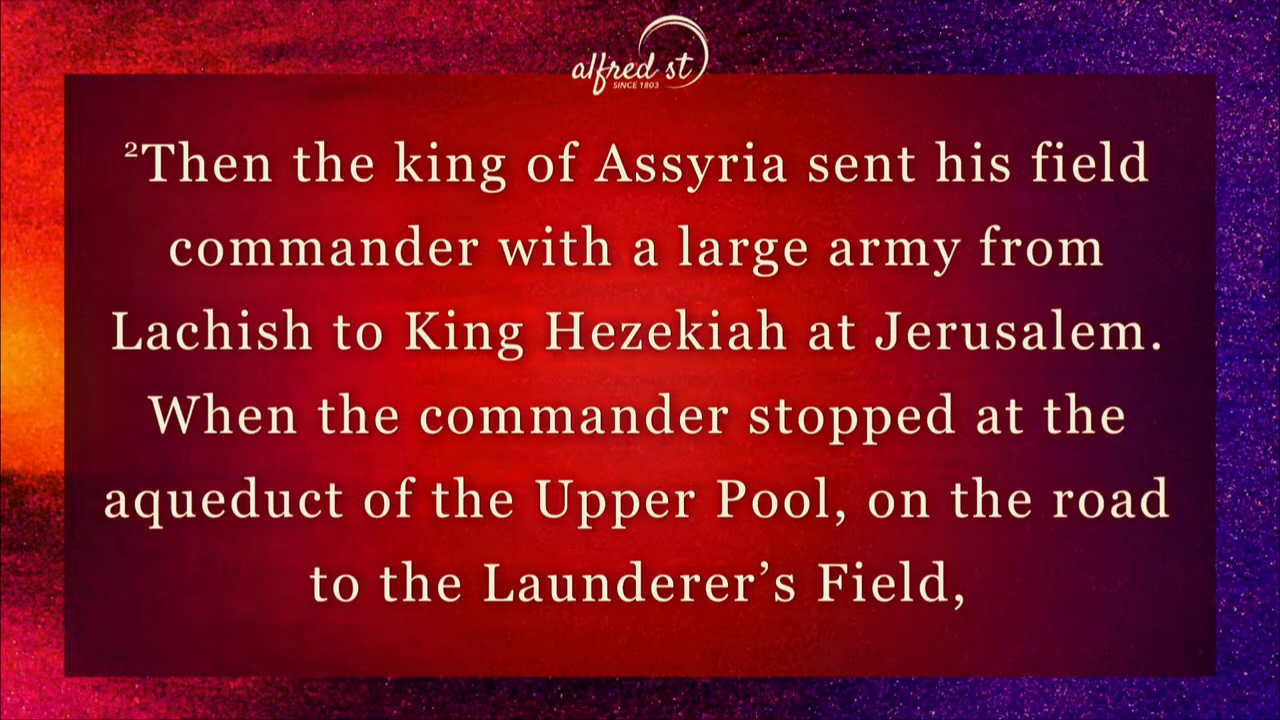 alfred st
SINCE 1803
²Then the king of Assyria sent his field
commander with a large army from
Lachish to King Hezekiah at Jerusalem.
When the commander stopped at the
aqueduct of the Upper Pool, on the road
to the Launderer’s Field,